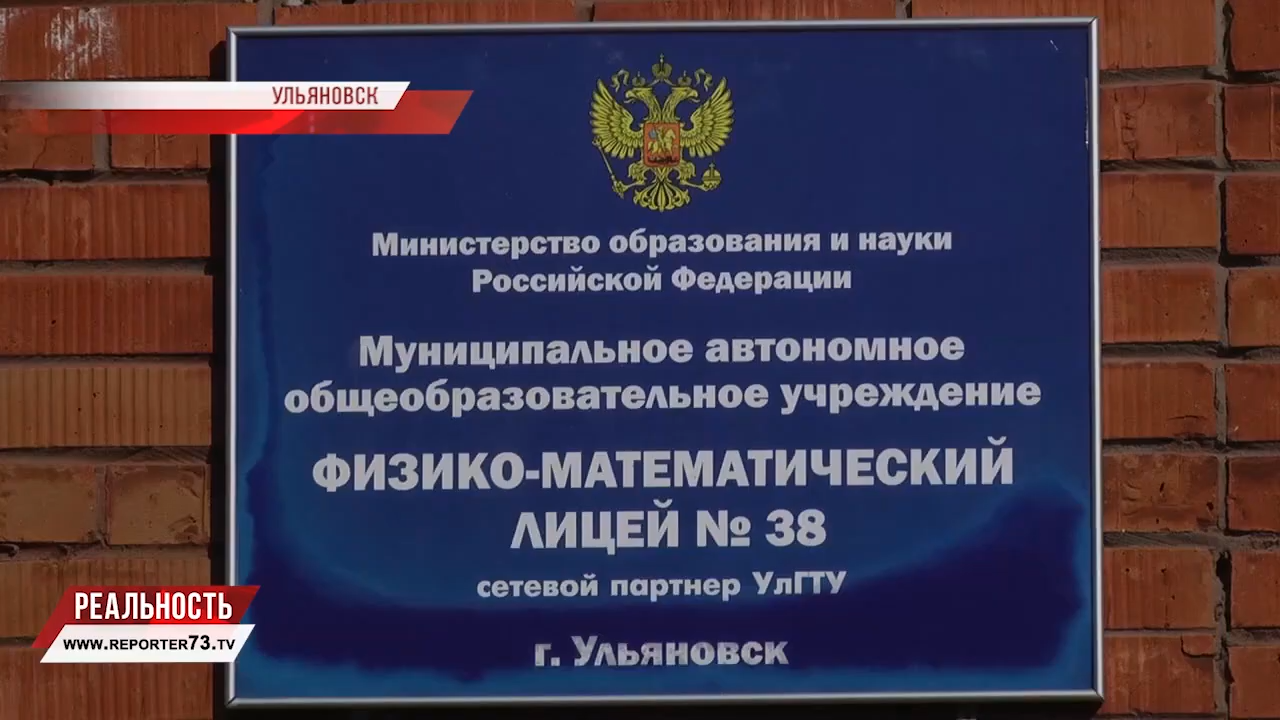 УЛЬЯНОВСК
Министерство образования и науки
Российской Федерации
Муниципальное автономное
общеобразовательное учреждение
ФИЗИКО-МАТЕМАТИЧЕСКИЙ
ЛИЦЕЙ № 38
сетевой партнер УлГТУ
г. Ульяновск
РЕАЛЬНОСТЬ
WWW.REPORTER73.TV